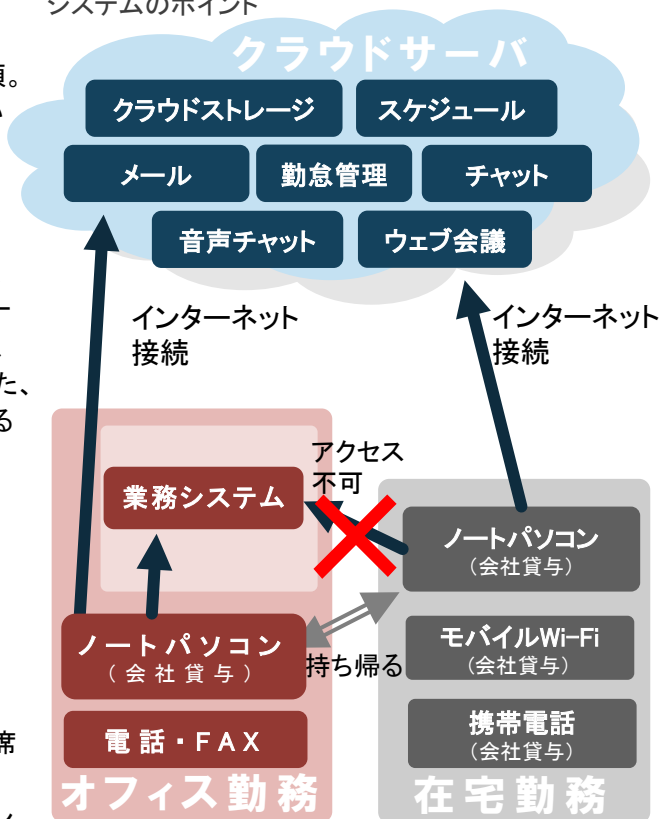 システムのポイント
クラウドサーバ
クラウドストレージ
スケジュール
メール
勤怠管理
チャット
音声チャット
ウェブ会議
インターネット
接続
インターネット
接続
た、
る
アクセス
不可
業務システム
ノートパソコン
（会社貸与）
ノートパソコン
（会社貸与）
持ち帰る
モバイルWi-Fi
（会社貸与）
電話・FAX
携帯電話
（会社貸与）
席
オフィス勤務
在宅勤務